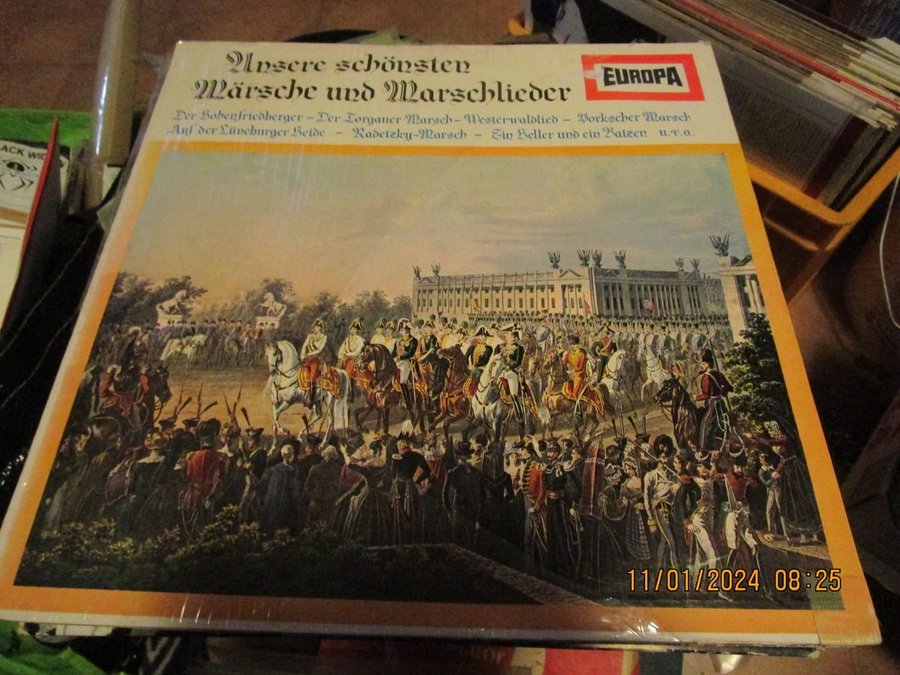 Unsere schönsten
Märsche und Marschlieder
EUROPA
Der Hohenfriedberger – Der Torgauer Marsch – Westerwaldlied – Yorkscher Marsch
Auf der Lüneburger Heide – Radetzky-Marsch – Ein Heller und ein Batzen u.v.a.
11/01/2024 08:25